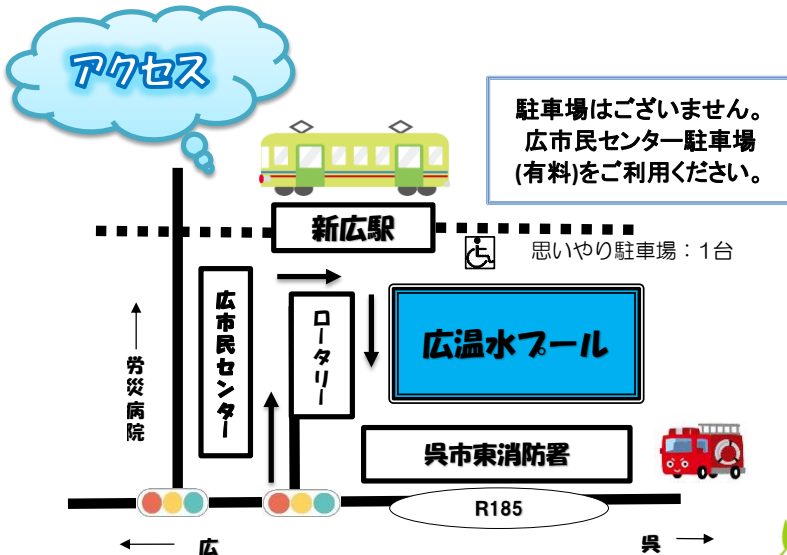 アクセス
駐車場はございません。
広市民センター駐車場
(有料)をご利用ください。
新広駅
思いやり駐車場：1台
広市民センター
ロータリー
広温水プール
労災病院
呉市東消防署
R185
広
呉